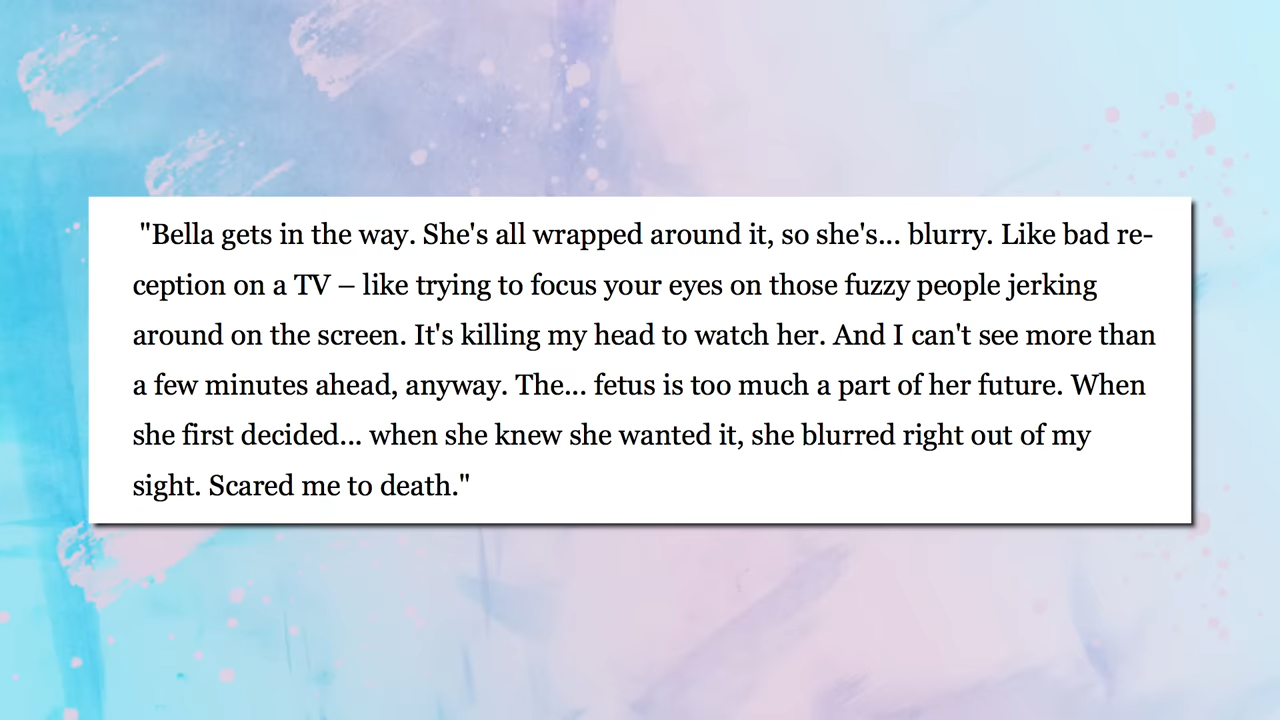 "Bella gets in the way. She's all wrapped around it, so she's... blurry. Like bad re-
ception on a TV – like trying to focus your eyes on those fuzzy people jerking
around on the screen. It's killing my head to watch her. And I can't see more than
a few minutes ahead, anyway. The... fetus is too much a part of her future. When
she first decided... when she knew she wanted it, she blurred right out of my
sight. Scared me to death."